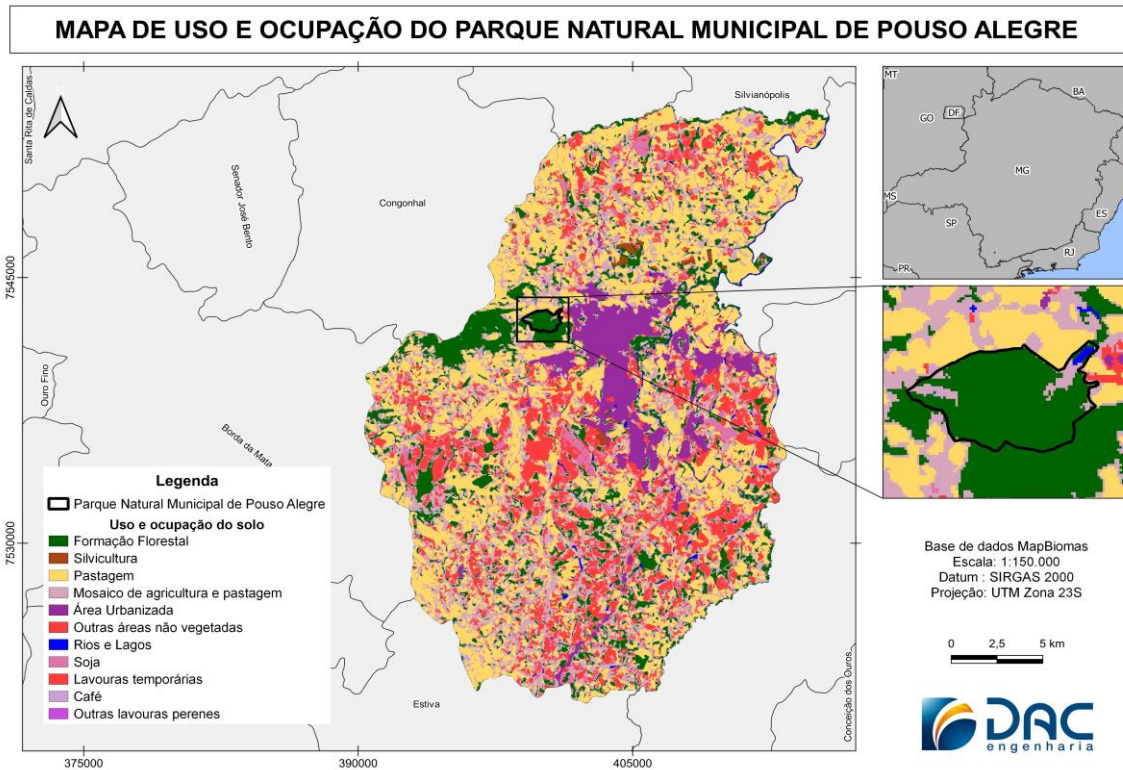 MAPA DE USO E OCUPAÇÃO DO PARQUE NATURAL MUNICIPAL DE POUSO ALEGRE
Santa Rita de Caldas
Senador José Bento
Congonhal
Silvianópolis
Ouro Fino
Borda da Mata
Estiva
Conceição dos Ouros
7545000
7530000
375000
390000
405000
Legenda
Parque Natural Municipal de Pouso Alegre
Uso e ocupação do solo
Formação Florestal
Silvicultura
Pastagem
Mosaico de agricultura e pastagem
Área Urbanizada
Outras áreas não vegetadas
Rios e Lagos
Soja
Lavouras temporárias
Café
Outras lavouras perenes
MT
BA
GO
DF
MG
MS
ES
SP
RJ
PR
Base de dados MapBiomas
Escala: 1:150.000
Datum : SIRGAS 2000
Projeção: UTM Zona 23S
0 2,5 5 km
DAC
engenharia